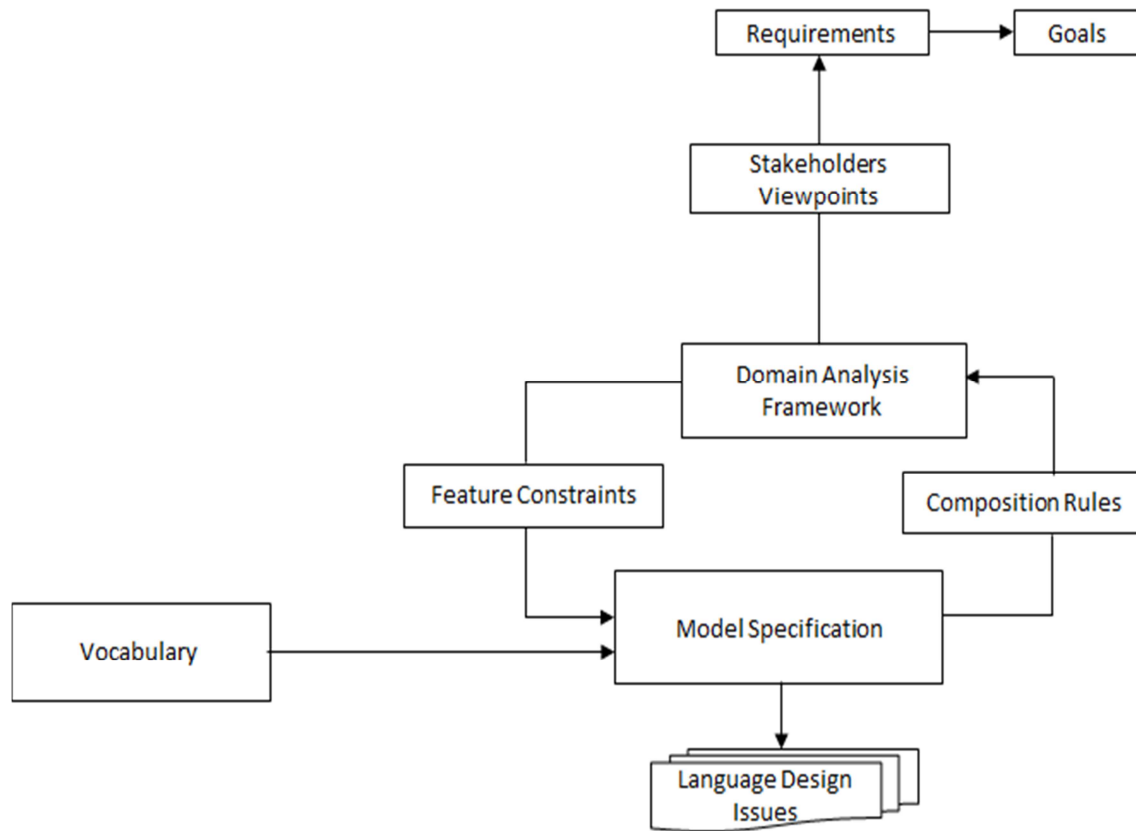 Requirements
Goals
Stakeholders
Viewpoints
Domain Analysis
Framework
Feature Constraints
Composition Rules
Model Specification
Vocabulary
Language Design
Issues